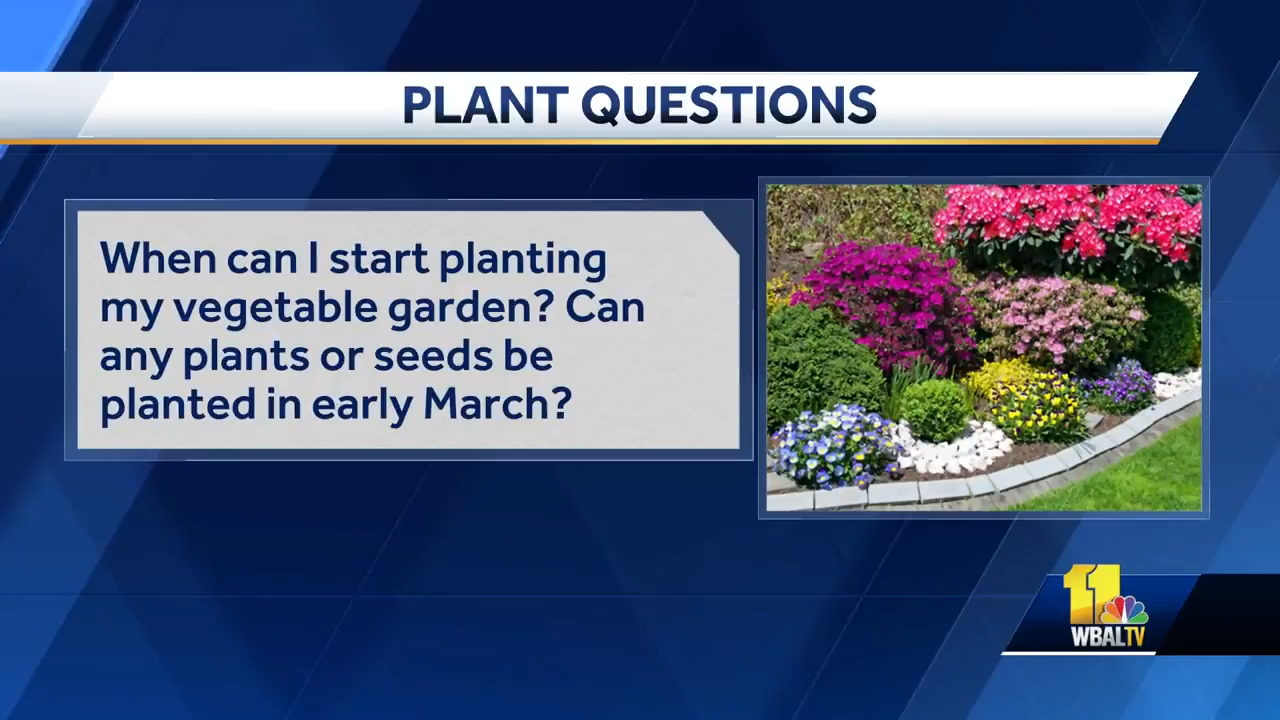 PLANT QUESTIONS
When can I start planting
my vegetable garden? Can
any plants or seeds be
planted in early March?
11
WBALTV